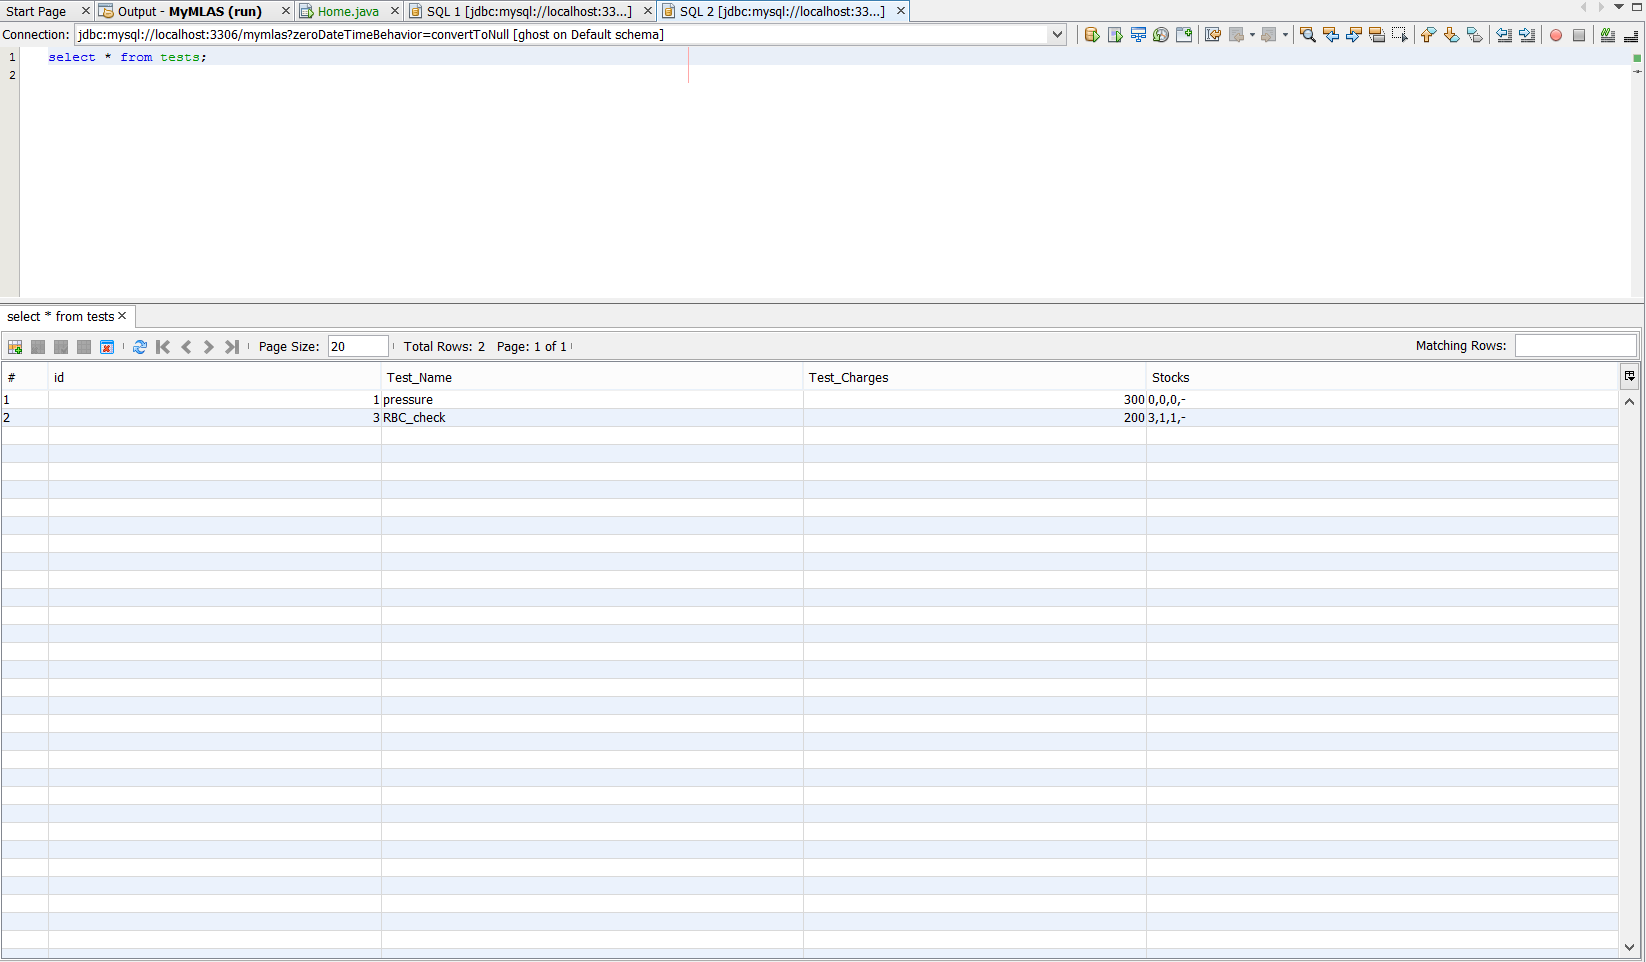 Start Page Output - MyMLAS (run) Home.java SQL 1 [jdbc:mysql://localhost:33...] SQL 2 [jdbc:mysql://localhost:33...]
Connection: jdbc:mysql://localhost:3306/mymlas?zeroDateTimeBehavior=convertToNull [ghost on Default schema]
1 select * from tests;
2
select * from tests
Page Size: 20 Total Rows: 2 Page: 1 of 1 Matching Rows:
# id Test_Name Test_Charges Stocks
1 1 pressure 300 0,0,0,-
2 3 RBC_check 200 3,1,1,-